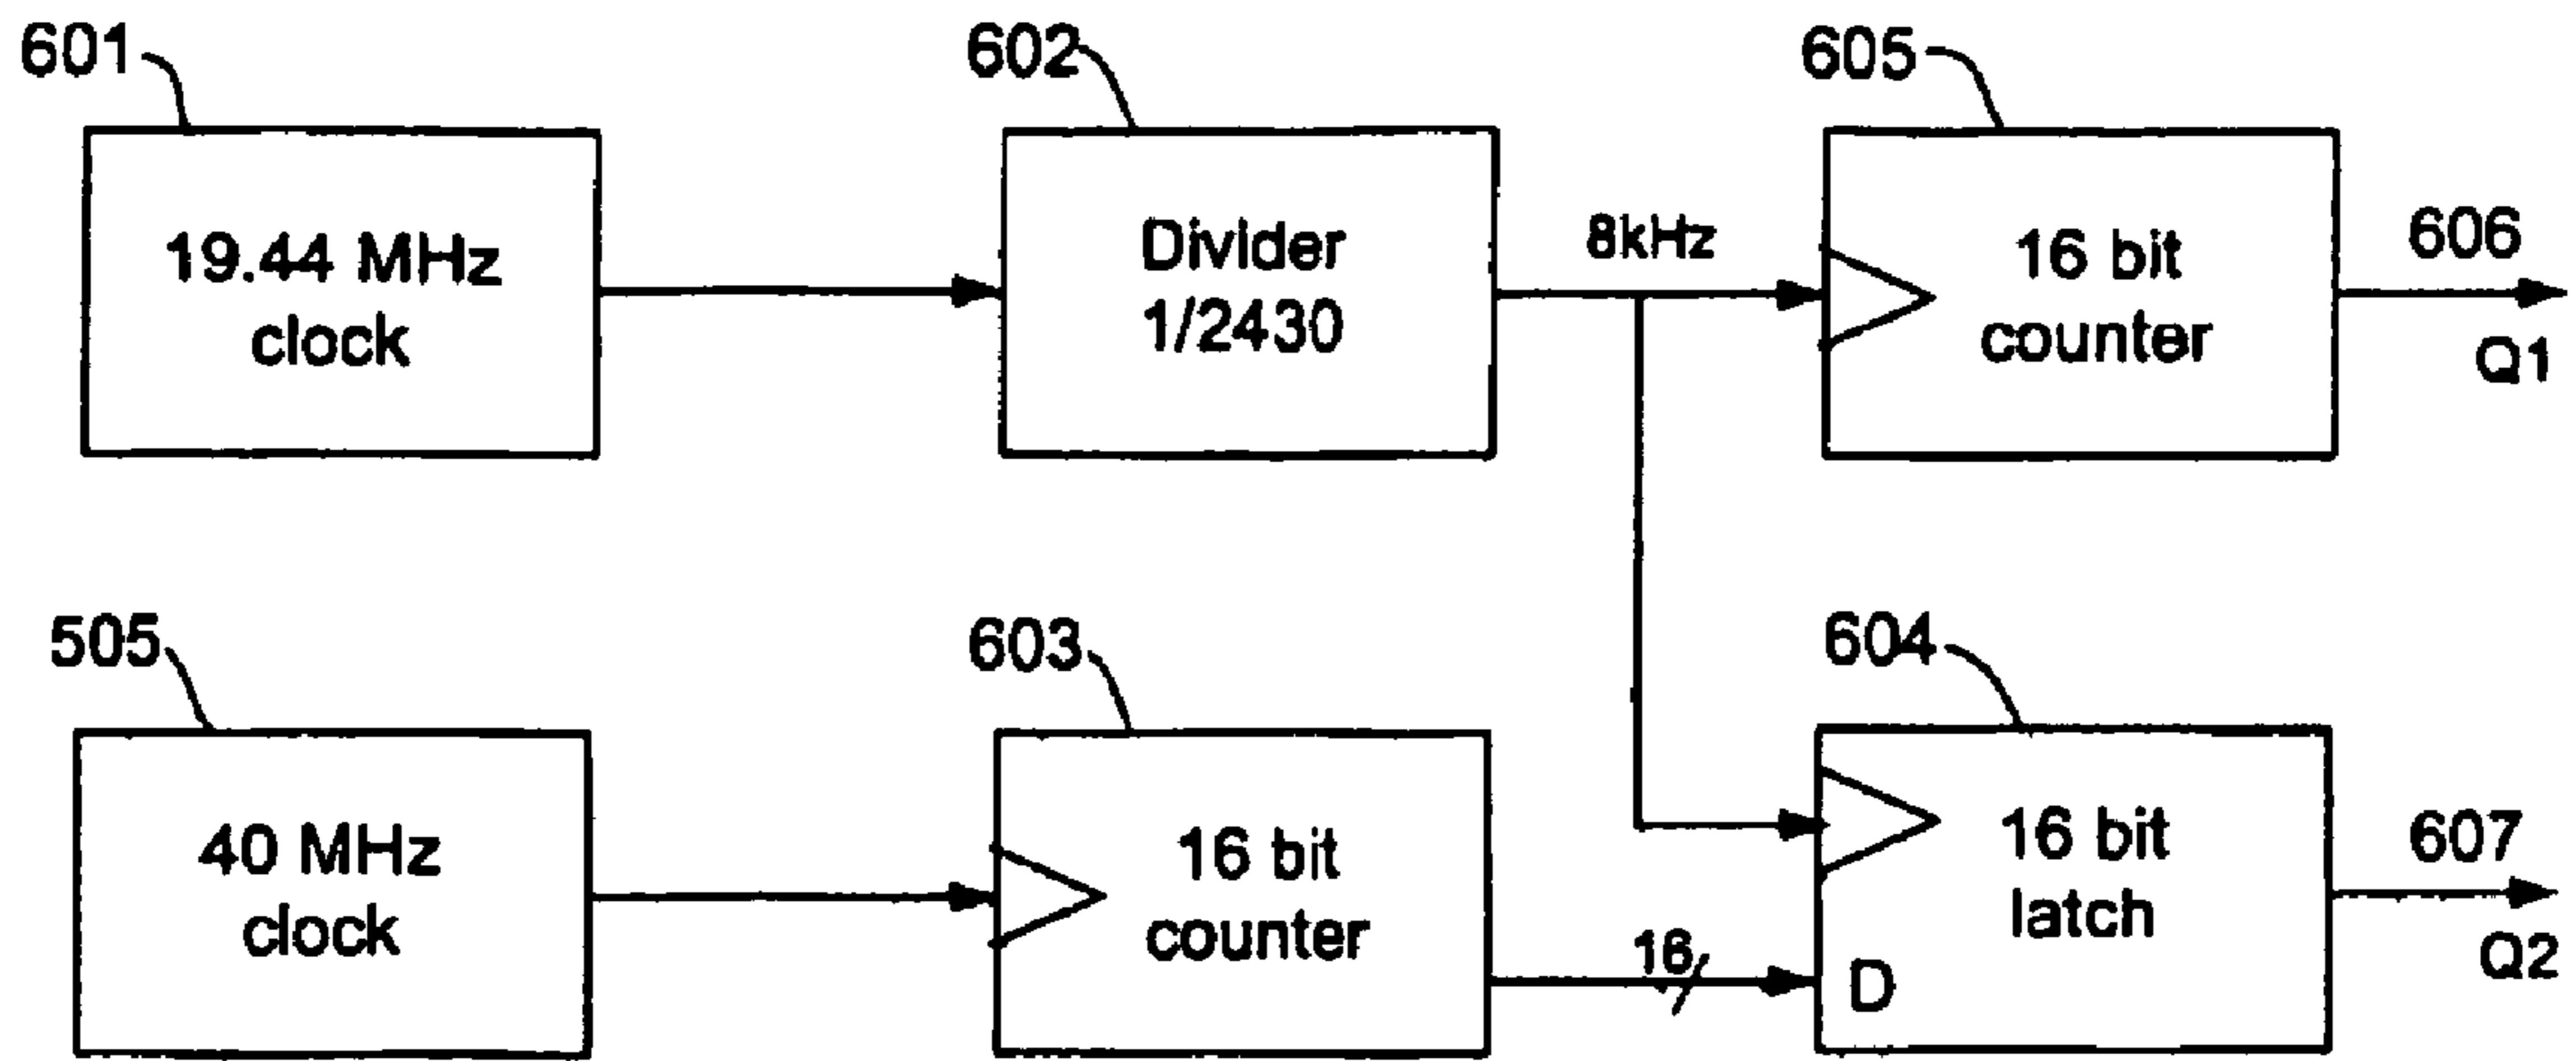 601
602
605
19.44 MHz
clock
Divider
1/2430
8kHz
16 bit
counter
606
Q1
505
603
604
40 MHz
clock
16 bit
counter
16
16 bit
latch
D
607
Q2